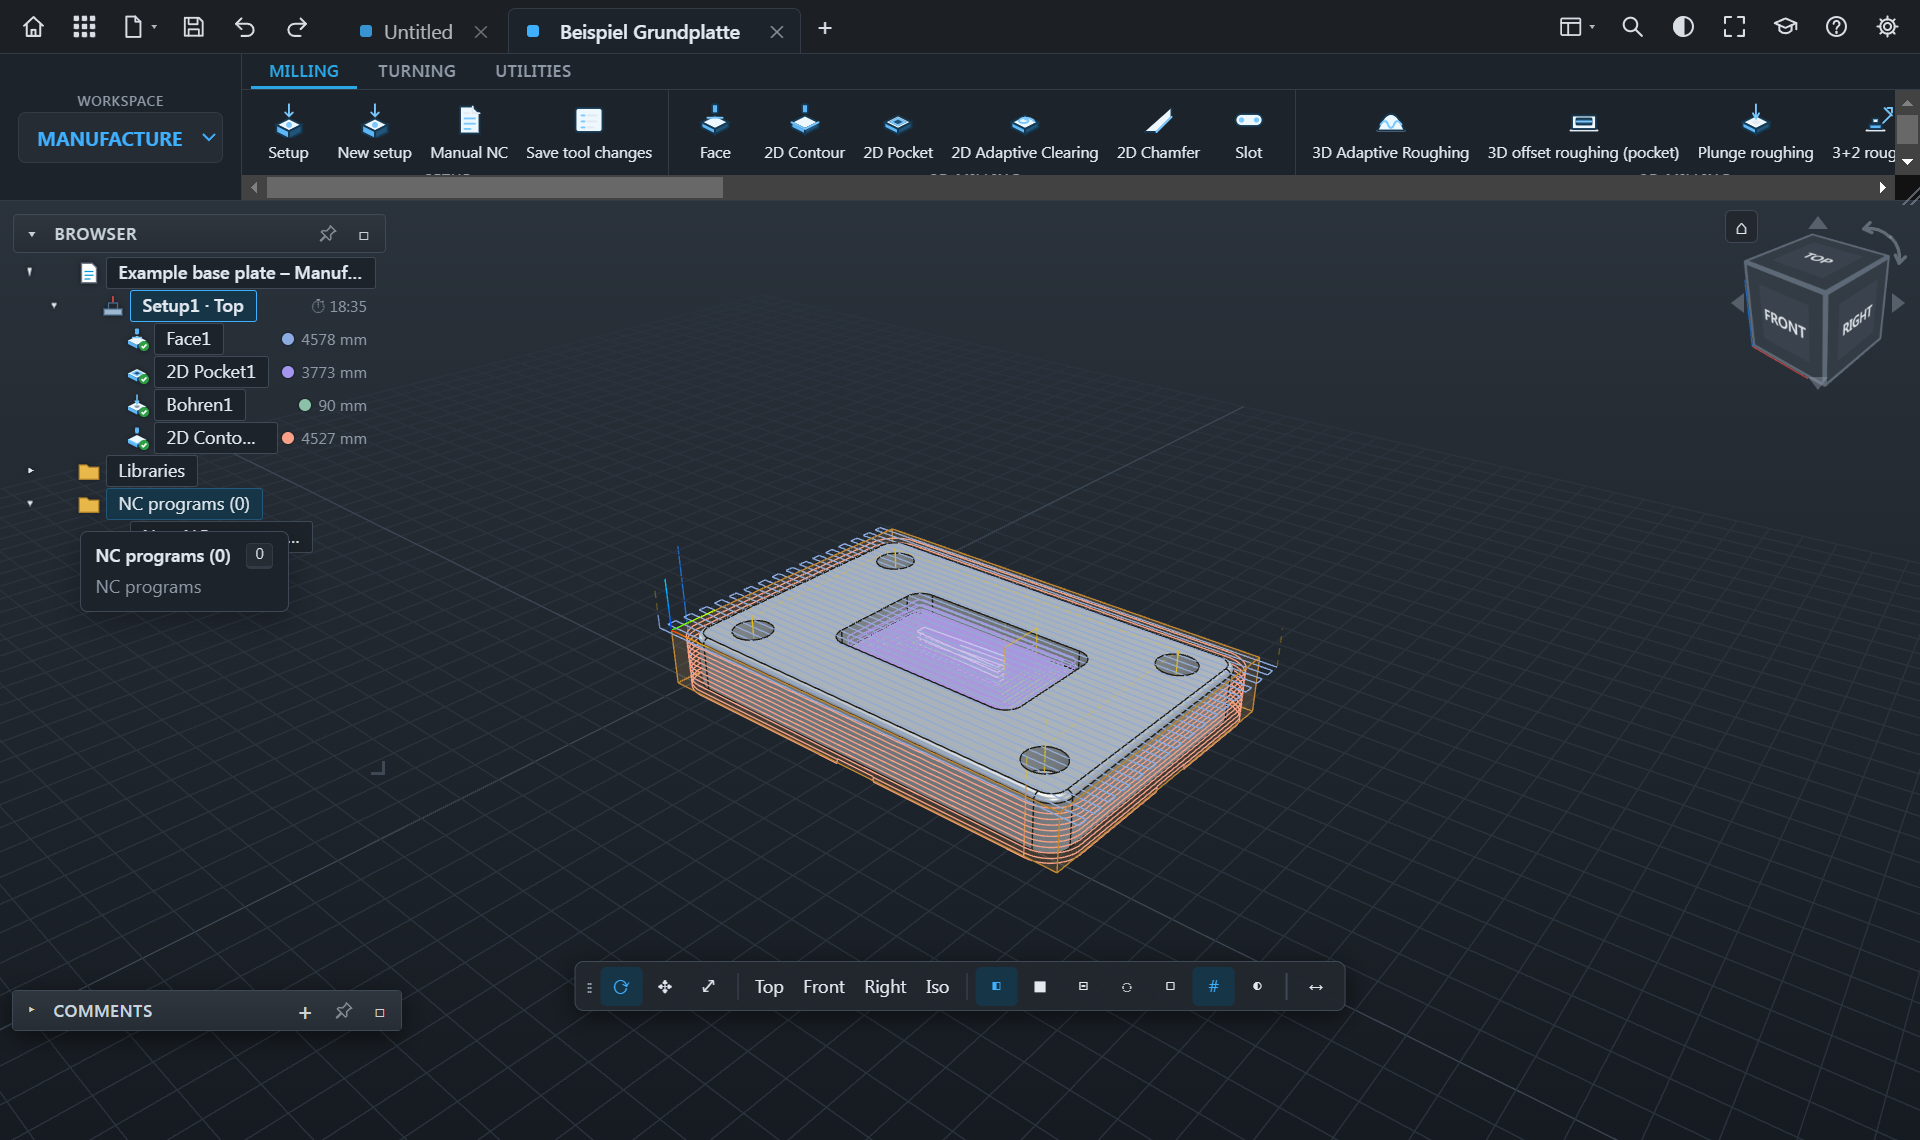 Untitled
Beispiel Grundplatte
WORKSPACE
MANUFACTURE
MILLING TURNING UTILITIES
Setup New setup Manual NC Save tool changes Face 2D Contour 2D Pocket 2D Adaptive Clearing 2D Chamfer Slot 3D Adaptive Roughing 3D offset roughing (pocket) Plunge roughing 3+2 roug
BROWSER
Example base plate – Manuf...
Setup1 · Top 18:35
Face1 4578 mm
2D Pocket1 3773 mm
Bohren1 90 mm
2D Conto... 4527 mm
Libraries
NC programs (0)
NC programs (0) 0
NC programs
TOP
FRONT
RIGHT
Top Front Right Iso #
COMMENTS